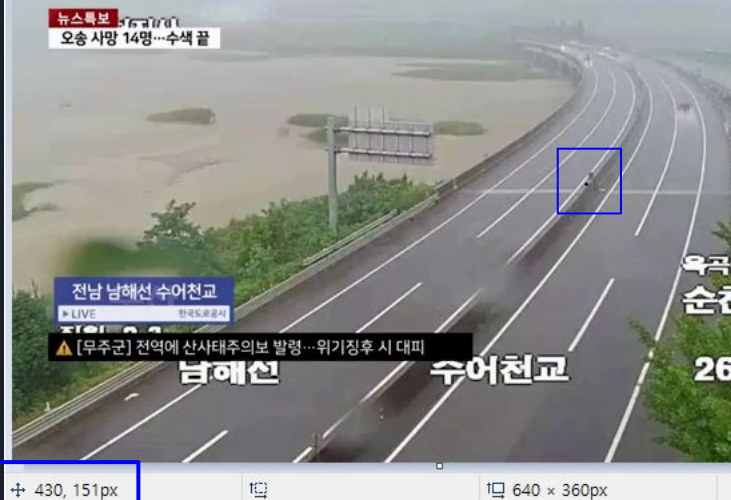 뉴스특보
오송 사망 14명…수색 끝
전남 남해선 수어천교
▶LIVE
한국도로공사
⚠ [무주군] 전역에 산사태주의보 발령…위기징후 시 대피
남해선
수어천교
옥곡
순천
26
430, 151px
640 × 360px